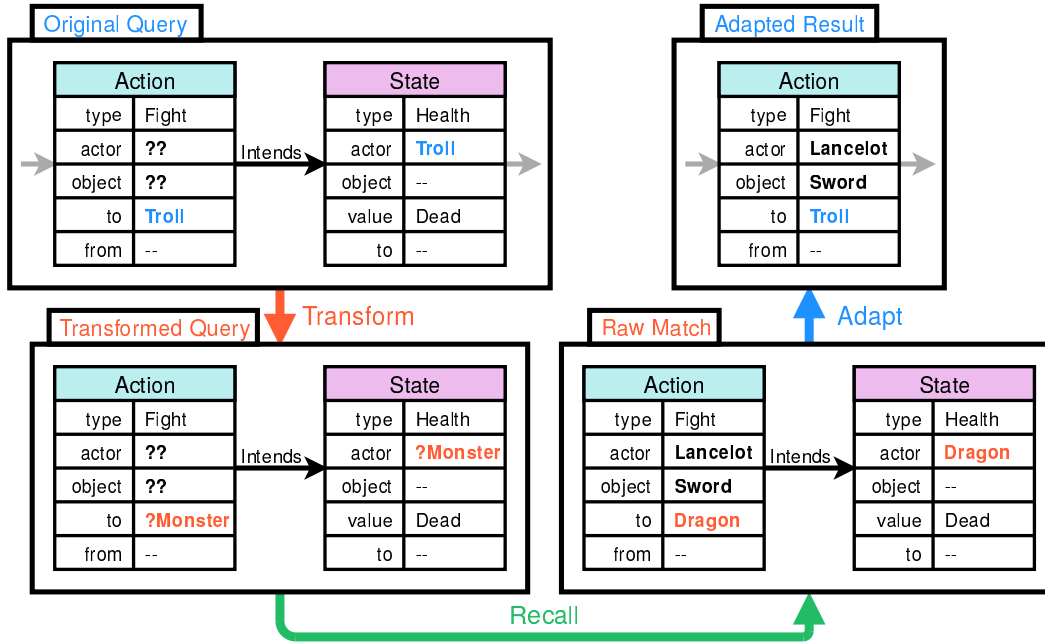 Original Query
Action
type Fight
actor ??
object ??
to Troll
from --
Intends
State
type Health
actor Troll
object --
value Dead
to --
Adapted Result
Action
type Fight
actor Lancelot
object Sword
to Troll
from --
Transform
Adapt
Transformed Query
Action
type Fight
actor ??
object ??
to ?Monster
from --
Intends
State
type Health
actor ?Monster
object --
value Dead
to --
Raw Match
Action
type Fight
actor Lancelot
object Sword
to Dragon
from --
Intends
State
type Health
actor Dragon
object --
value Dead
to --
Recall